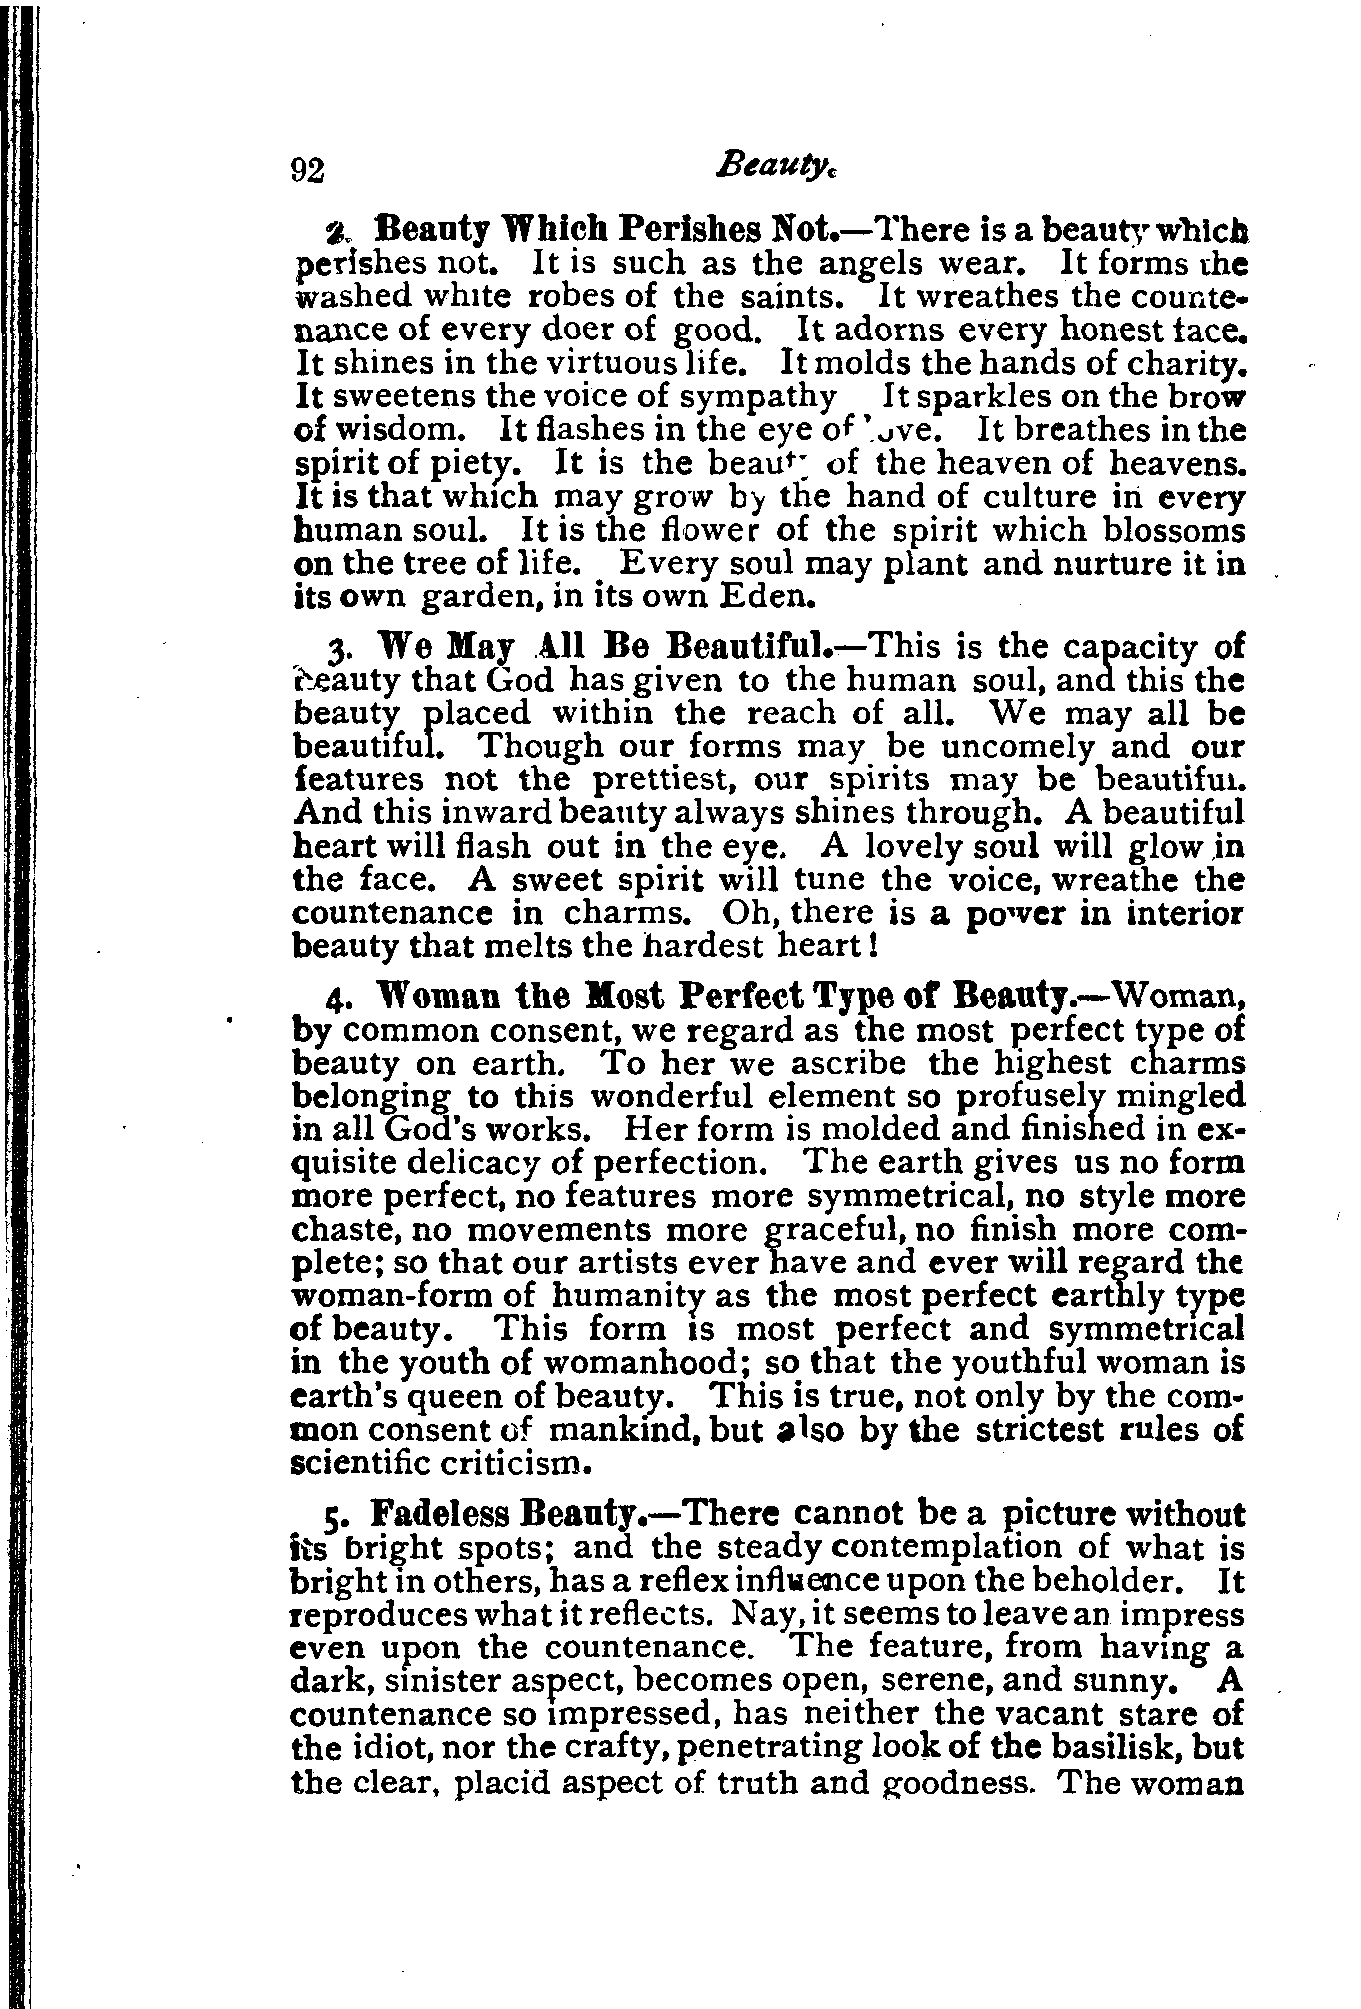 92 Beauty.
2. Beauty Which Perishes Not.—There is a beauty which
perishes not. It is such as the angels wear. It forms the
washed white robes of the saints. It wreathes the counte-
nance of every doer of good. It adorns every honest face.
It shines in the virtuous life. It molds the hands of charity.
It sweetens the voice of sympathy It sparkles on the brow
of wisdom. It flashes in the eye of love. It breathes in the
spirit of piety. It is the beauty of the heaven of heavens.
It is that which may grow by the hand of culture in every
human soul. It is the flower of the spirit which blossoms
on the tree of life. Every soul may plant and nurture it in
its own garden, in its own Eden.
3. We May All Be Beautiful.—This is the capacity of
beauty that God has given to the human soul, and this the
beauty placed within the reach of all. We may all be
beautiful. Though our forms may be uncomely and our
features not the prettiest, our spirits may be beautiful.
And this inward beauty always shines through. A beautiful
heart will flash out in the eye. A lovely soul will glow in
the face. A sweet spirit will tune the voice, wreathe the
countenance in charms. Oh, there is a power in interior
beauty that melts the hardest heart!
4. Woman the Most Perfect Type of Beauty.—Woman,
by common consent, we regard as the most perfect type of
beauty on earth. To her we ascribe the highest charms
belonging to this wonderful element so profusely mingled
in all God's works. Her form is molded and finished in ex-
quisite delicacy of perfection. The earth gives us no form
more perfect, no features more symmetrical, no style more
chaste, no movements more graceful, no finish more com-
plete; so that our artists ever have and ever will regard the
woman-form of humanity as the most perfect earthly type
of beauty. This form is most perfect and symmetrical
in the youth of womanhood; so that the youthful woman is
earth's queen of beauty. This is true, not only by the com-
mon consent of mankind, but also by the strictest rules of
scientific criticism.
5. Fadeless Beauty.—There cannot be a picture without
its bright spots; and the steady contemplation of what is
bright in others, has a reflex influence upon the beholder. It
reproduces what it reflects. Nay, it seems to leave an impress
even upon the countenance. The feature, from having a
dark, sinister aspect, becomes open, serene, and sunny. A
countenance so impressed, has neither the vacant stare of
the idiot, nor the crafty, penetrating look of the basilisk, but
the clear, placid aspect of truth and goodness. The woman